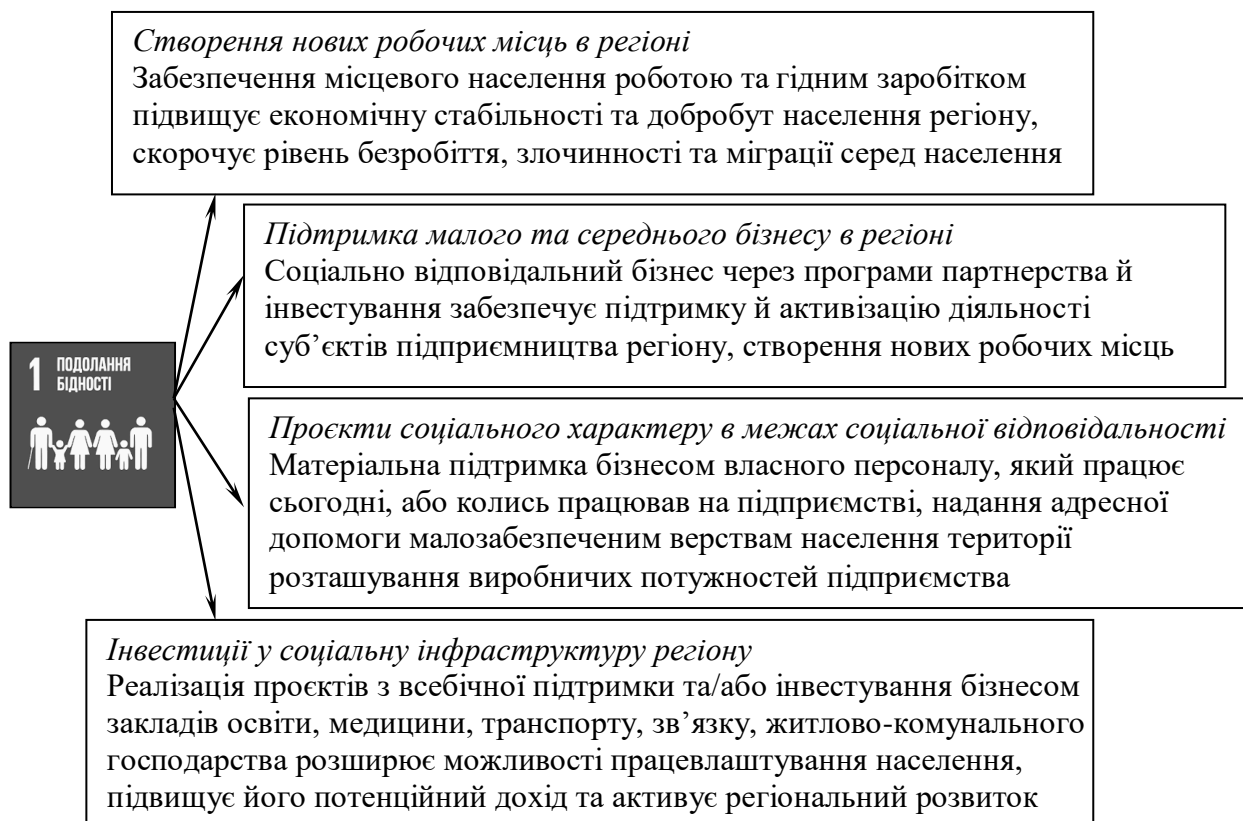 Створення нових робочих місць в регіоні
Забезпечення місцевого населення роботою та гідним заробітком
підвищує економічну стабільності та добробут населення регіону,
скорочує рівень безробіття, злочинності та міграції серед населення
Підтримка малого та середнього бізнесу в регіоні
Соціально відповідальний бізнес через програми партнерства й
інвестування забезпечує підтримку й активізацію діяльності
суб’єктів підприємництва регіону, створення нових робочих місць
1 ПОДОЛАННЯ
БІДНОСТІ
Проєкти соціального характеру в межах соціальної відповідальності
Матеріальна підтримка бізнесом власного персоналу, який працює
сьогодні, або колись працював на підприємстві, надання адресної
допомоги малозабезпеченим верствам населення території
розташування виробничих потужностей підприємства
Інвестиції у соціальну інфраструктуру регіону
Реалізація проєктів з всебічної підтримки та/або інвестування бізнесом
закладів освіти, медицини, транспорту, зв’язку, житлово-комунального
господарства розширює можливості працевлаштування населення,
підвищує його потенційний дохід та активує регіональний розвиток